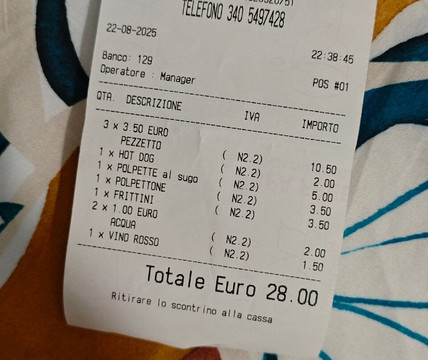 TELEFONO 340 5497428
22-08-2025 22:38:45
Banco: 129
Operatore : Manager POS #01
QTA. DESCRIZIONE IVA IMPORTO
3 x 3.50 EURO
PEZZETTO ( N2.2) 10.50
1 x HOT DOG ( N2.2) 2.00
1 x POLPETTE al sugo ( N2.2) 5.00
1 x POLPETTONE ( N2.2) 3.50
1 x FRITTINI ( N2.2) 3.50
2 x 1.00 EURO
ACQUA ( N2.2) 2.00
1 x VINO ROSSO ( N2.2) 1.50
Totale Euro 28.00
Ritirare lo scontrino alla cassa